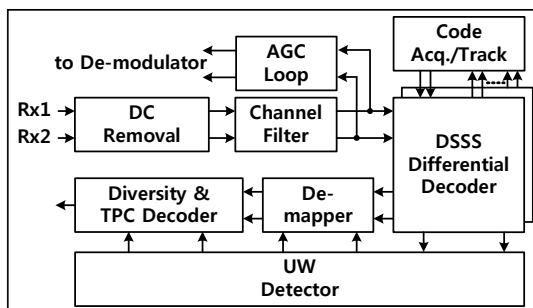 Code
Acq./Track
AGC
Loop
to De-modulator
Rx1
Rx2
DC
Removal
Channel
Filter
DSSS
Differential
Decoder
Diversity &
TPC Decoder
De-
mapper
UW
Detector